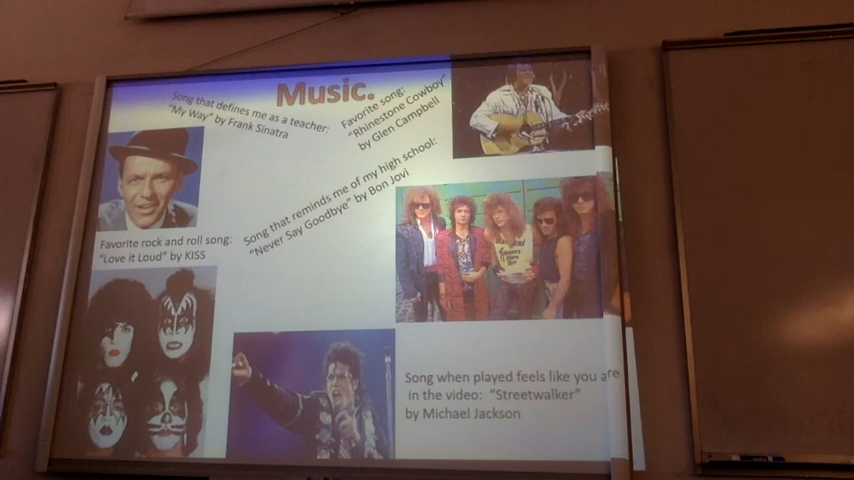 Music.
Song that defines me as a teacher:
"My Way" by Frank Sinatra
Favorite song:
"Rhinestone Cowboy"
by Glen Campbell
Song that reminds me of my high school:
"Never Say Goodbye" by Bon Jovi
Favorite rock and roll song:
"Love it Loud" by KISS
Song when played feels like you are
in the video: "Streetwalker"
by Michael Jackson